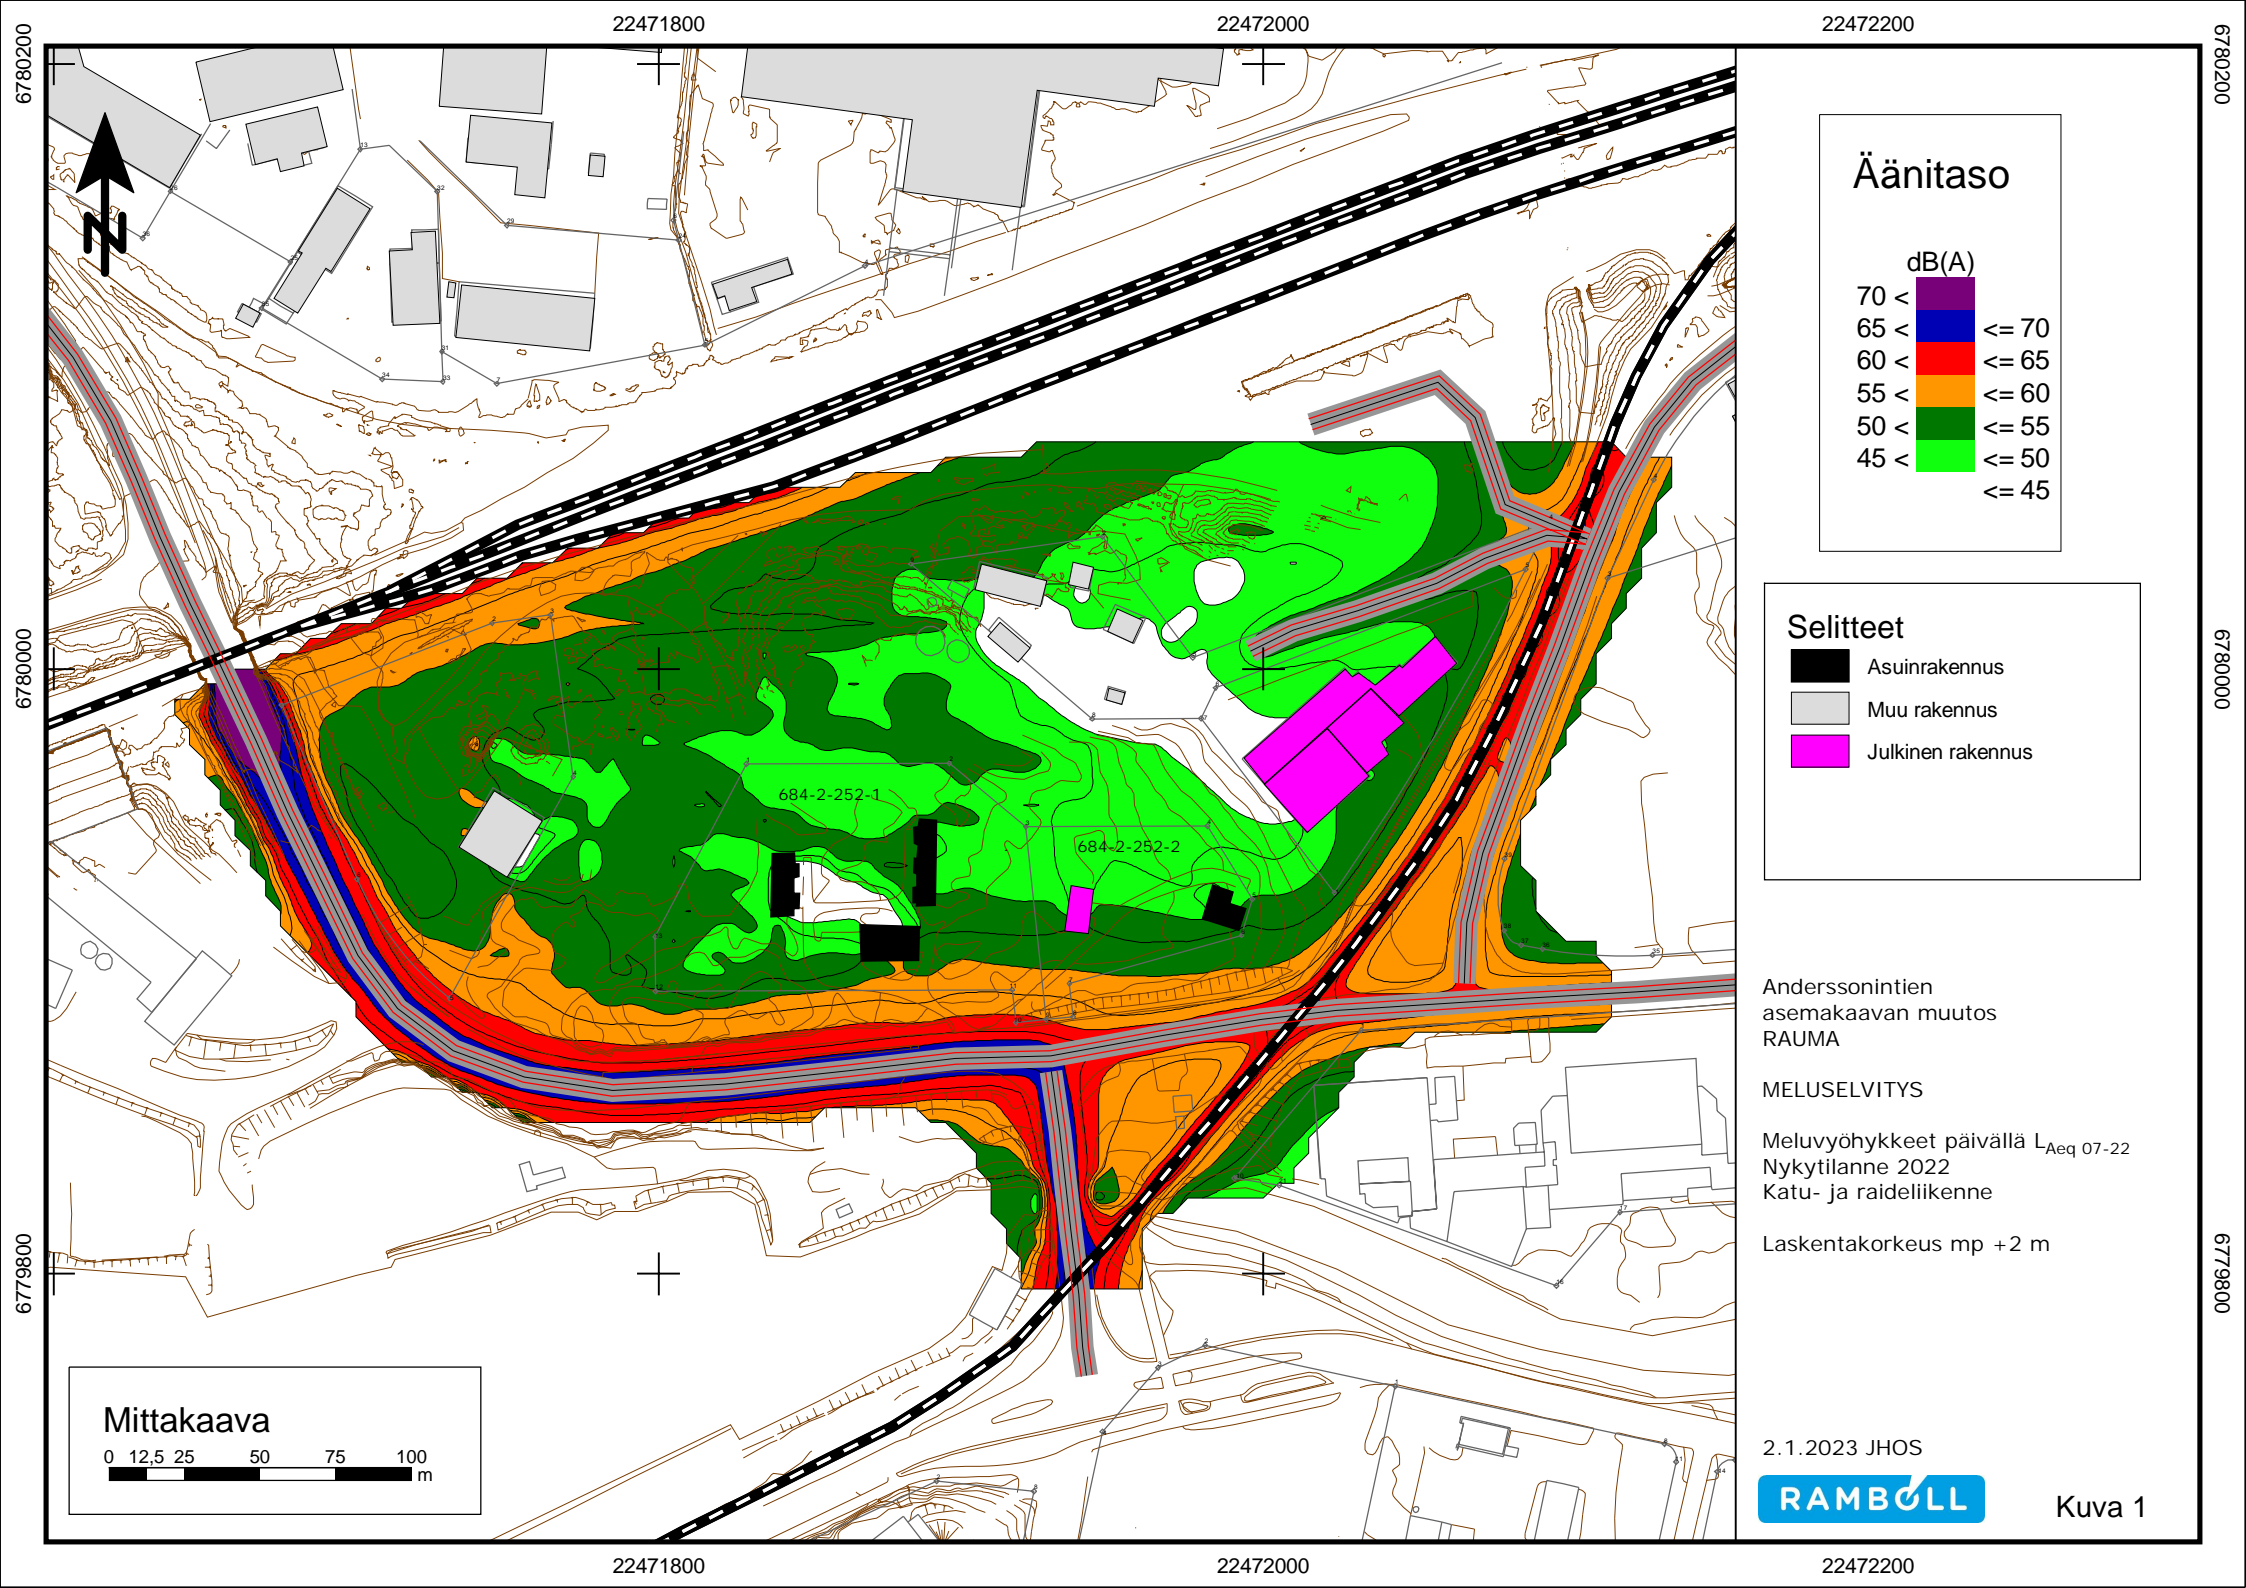 22471800
22472000
22472200
6780200
6780200
6780000
6780000
6779800
6779800
22471800
22472000
22472200
N
684-2-252-1
684-2-252-2
Mittakaava
0 12,5 25 50 75 100
m
Äänitaso
dB(A)
70 <
65 < <= 70
60 < <= 65
55 < <= 60
50 < <= 55
45 < <= 50
<= 45
Selitteet
Asuinrakennus
Muu rakennus
Julkinen rakennus
Anderssonintien
asemakaavan muutos
RAUMA
MELUSELVITYS
Meluvyöhykkeet päivällä LAeq 07-22
Nykytilanne 2022
Katu- ja raideliikenne
Laskentakorkeus mp +2 m
2.1.2023 JHOS
RAMBOLL
Kuva 1